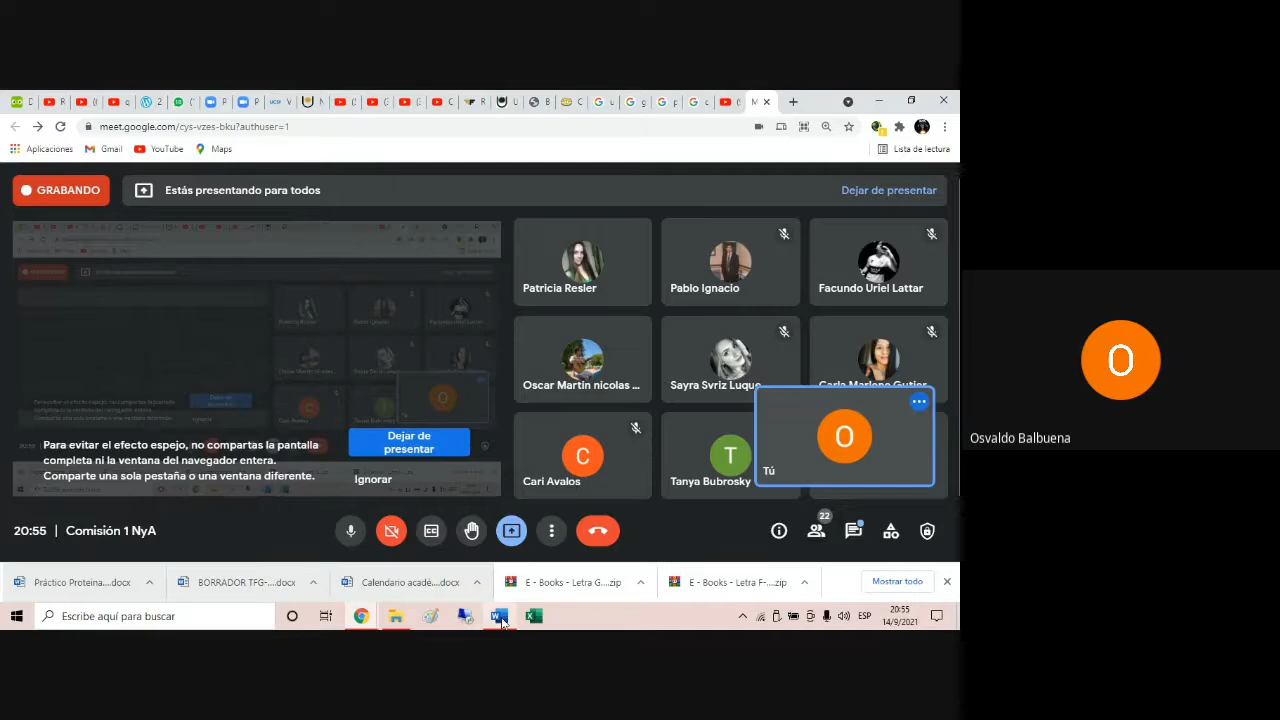 meet.google.com/cys-vzes-bku?authuser=1
Aplicaciones
Gmail
YouTube
Maps
Lista de lectura
GRABANDO
Estás presentando para todos
Dejar de presentar
Patricia Resler
Pablo Ignacio
Facundo Uriel Lattar
Oscar Martín nicolas ...
Sayra Svriz Luque
Carla Marlene Gutier
Para evitar el efecto espejo, no compartas la pantalla
completa ni la ventana del navegador entera.
Comparte una sola pestaña o una ventana diferente.
Dejar de
presentar
Ignorar
C
Cari Avalos
T
Tanya Bubrosky
O
Tú
O
Osvaldo Balbuena
20:55 | Comisión 1 NyA
22
Práctico Proteina....docx
BORRADOR TFG-....docx
Calendario acadé....docx
E - Books - Letra G....zip
E - Books - Letra F-....zip
Mostrar todo
Escribe aquí para buscar
ESP
20:55
14/9/2021